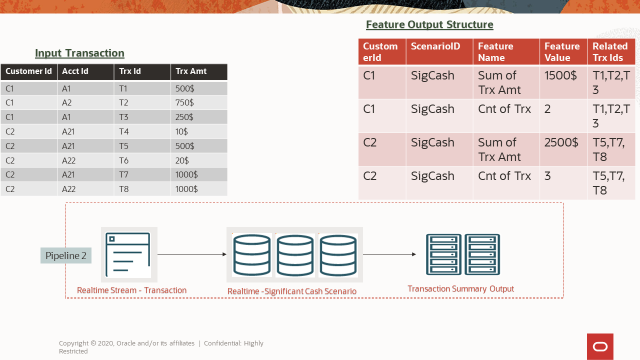 Feature Output Structure
Input Transaction
Customer Id Acct Id Trx Id Trx Amt
C1 A1 T1 500$
C1 A2 T2 750$
C1 A1 T3 250$
C2 A21 T4 10$
C2 A21 T5 500$
C2 A22 T6 20$
C2 A21 T7 1000$
C2 A22 T8 1000$
Custom ScenarioID Feature Feature Related
erId Name Value Trx Ids
C1 SigCash Sum of 1500$ T1,T2,T
Trx Amt 3
C1 SigCash Cnt of Trx 2 T1,T2,T
3
C2 SigCash Sum of 2500$ T5,T7,
Trx Amt T8
C2 SigCash Cnt of Trx 3 T5,T7,
T8
Pipeline 2
Realtime Stream - Transaction
Realtime -Significant Cash Scenario
Transaction Summary Output
Copyright © 2020, Oracle and/or its affiliates | Confidential: Highly
Restricted